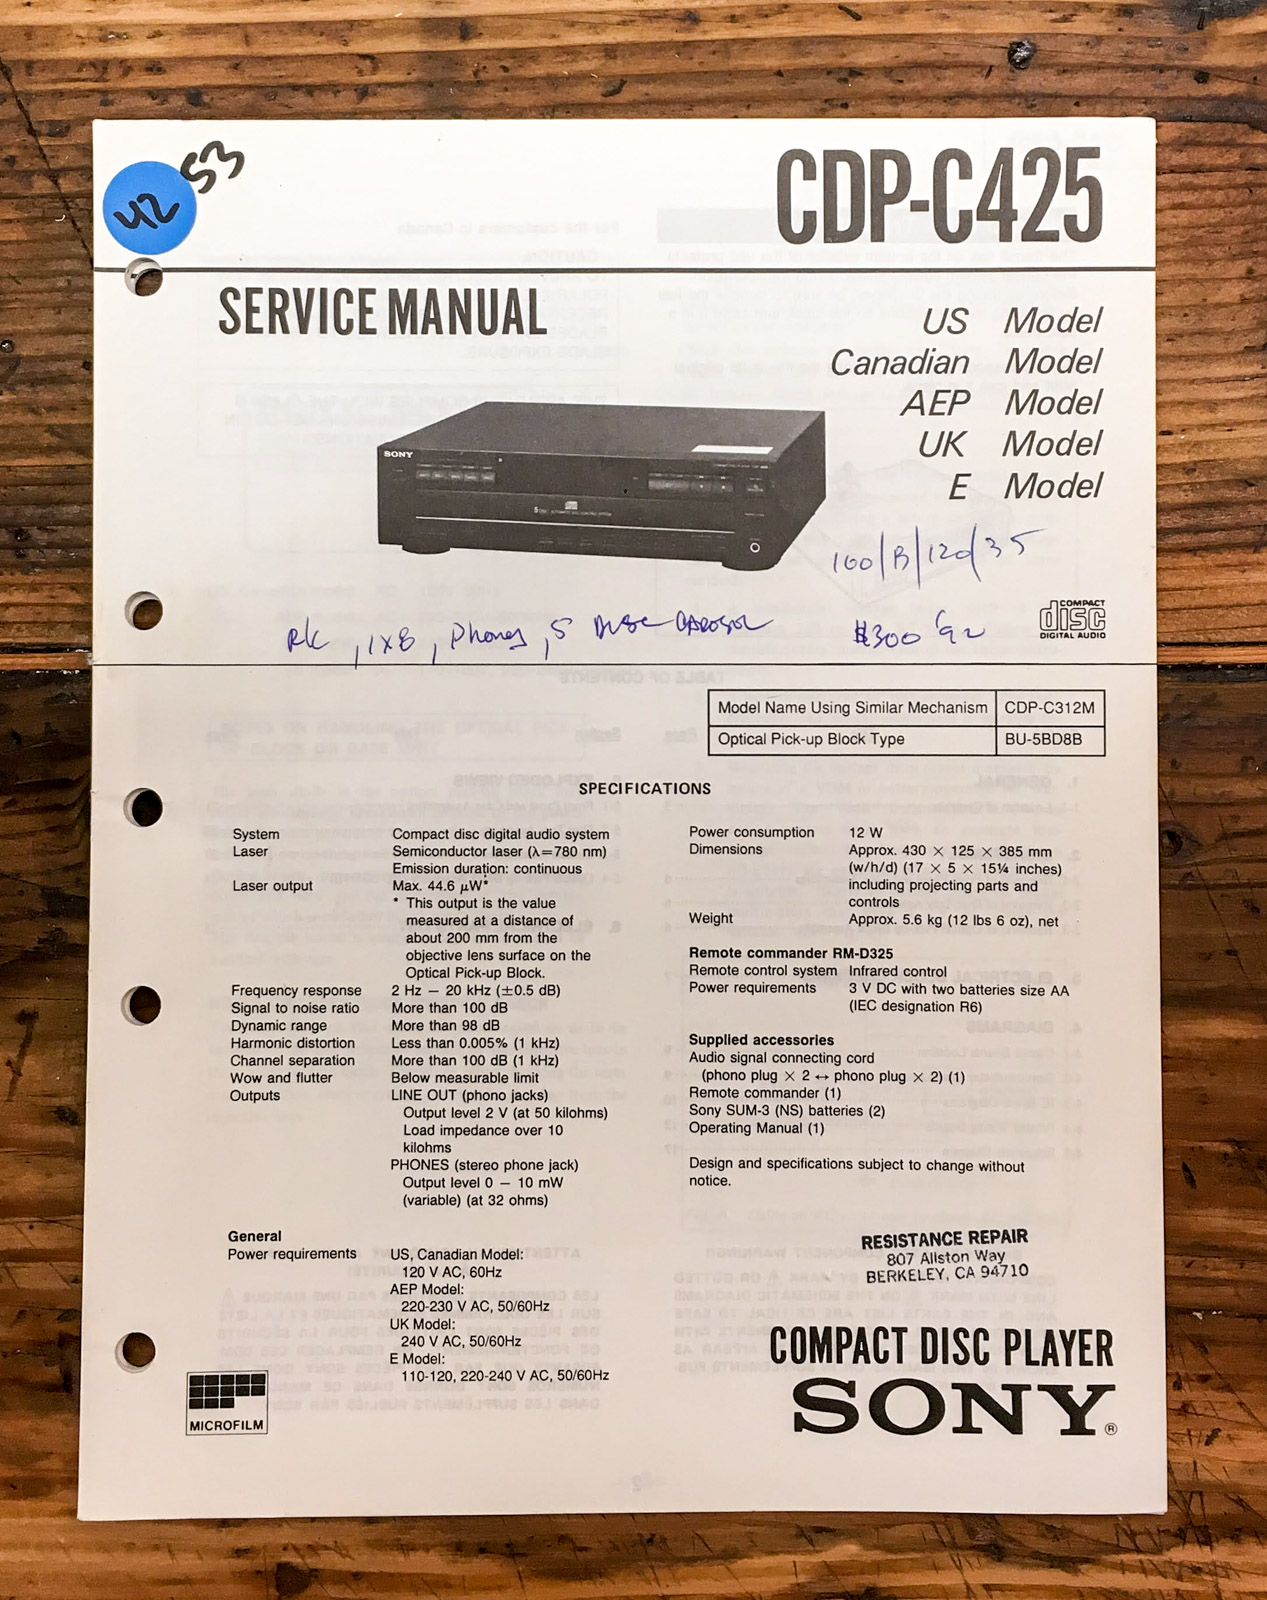 42
53
CDP-C425
SERVICE MANUAL
US Model
Canadian Model
AEP Model
UK Model
E Model
SONY
100/B/120/35
RK, 1X8, Phones, 5 Disc
$300 '92
COMPACT
disc
DIGITAL AUDIO
Model Name Using Similar Mechanism CDP-C312M
Optical Pick-up Block Type BU-5BD8B
SPECIFICATIONS
System Compact disc digital audio system
Laser Semiconductor laser (λ=780 nm)
Emission duration: continuous
Laser output Max. 44.6 μW*
* This output is the value
measured at a distance of
about 200 mm from the
objective lens surface on the
Optical Pick-up Block.
Frequency response 2 Hz – 20 kHz (±0.5 dB)
Signal to noise ratio More than 100 dB
Dynamic range More than 98 dB
Harmonic distortion Less than 0.005% (1 kHz)
Channel separation More than 100 dB (1 kHz)
Wow and flutter Below measurable limit
Outputs LINE OUT (phono jacks)
Output level 2 V (at 50 kilohms)
Load impedance over 10
kilohms
PHONES (stereo phone jack)
Output level 0 – 10 mW
(variable) (at 32 ohms)
General
Power requirements US, Canadian Model:
120 V AC, 60Hz
AEP Model:
220-230 V AC, 50/60Hz
UK Model:
240 V AC, 50/60Hz
E Model:
110-120, 220-240 V AC, 50/60Hz
MICROFILM
Power consumption 12 W
Dimensions Approx. 430 × 125 × 385 mm
(w/h/d) (17 × 5 × 15¼ inches)
including projecting parts and
controls
Weight Approx. 5.6 kg (12 lbs 6 oz), net
Remote commander RM-D325
Remote control system Infrared control
Power requirements 3 V DC with two batteries size AA
(IEC designation R6)
Supplied accessories
Audio signal connecting cord
(phono plug × 2 ↔ phono plug × 2) (1)
Remote commander (1)
Sony SUM-3 (NS) batteries (2)
Operating Manual (1)
Design and specifications subject to change without
notice.
RESISTANCE REPAIR
807 Allston Way
BERKELEY, CA 94710
COMPACT DISC PLAYER
SONY®